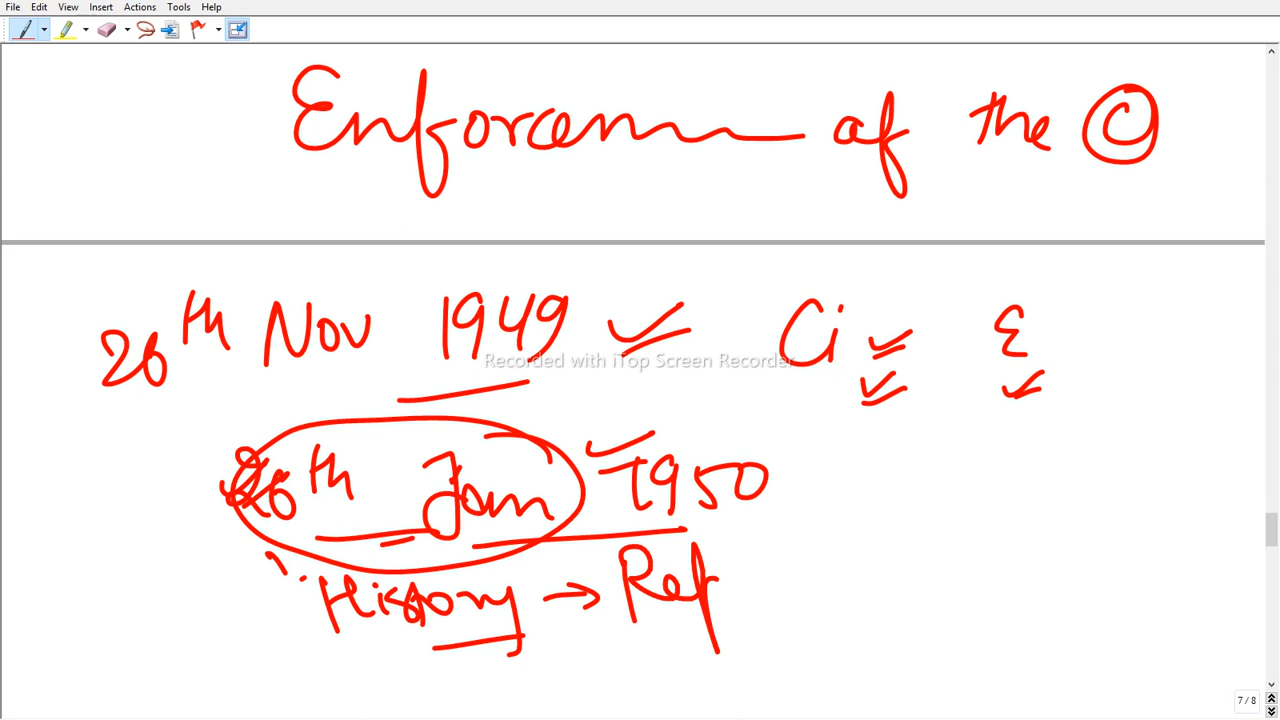 File Edit View Insert Actions Tools Help
Enforcem of the ©
26th Nov 1949 Ci E
Recorded with iTop Screen Recorder
26th Jan 1950
History → Rep
7 / 8